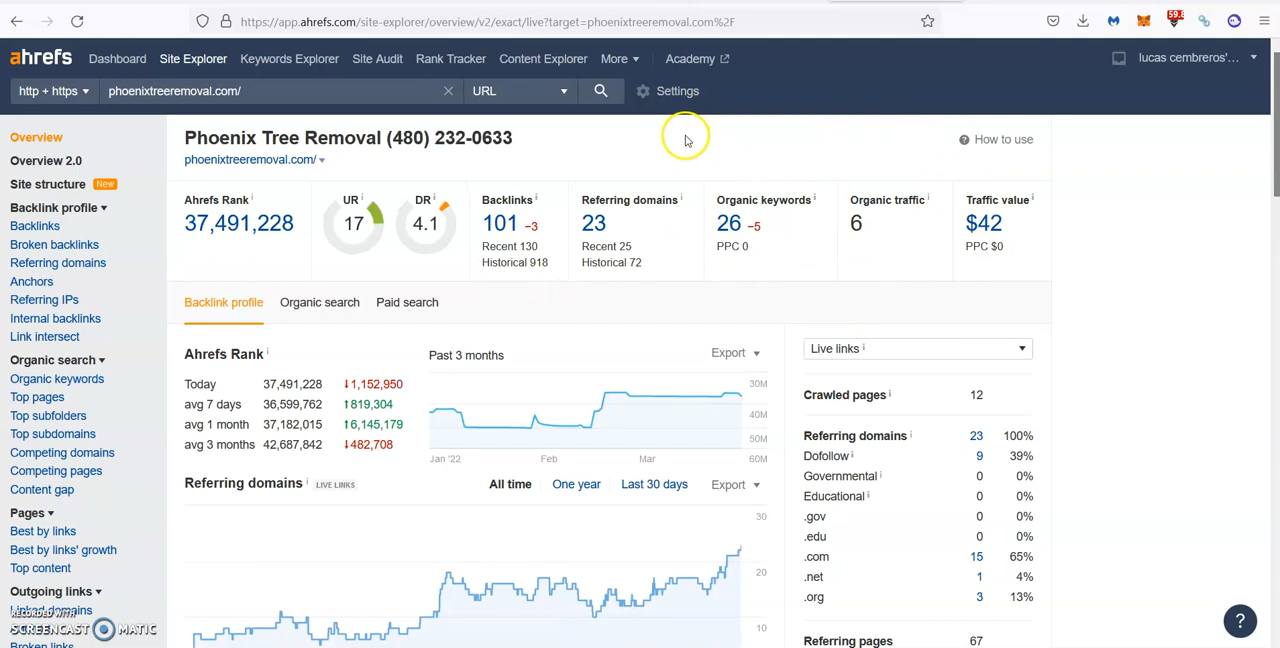 https://app.ahrefs.com/site-explorer/overview/v2/exact/live?target=phoenixtreeremoval.com%2F
ahrefs Dashboard Site Explorer Keywords Explorer Site Audit Rank Tracker Content Explorer More Academy lucas cembreros'...
http + https phoenixtreeremoval.com/ URL Settings
Overview
Overview 2.0
Site structure New
Backlink profile
Backlinks
Broken backlinks
Referring domains
Anchors
Referring IPs
Internal backlinks
Link intersect
Organic search
Organic keywords
Top pages
Top subfolders
Top subdomains
Competing domains
Competing pages
Content gap
Pages
Best by links
Best by links' growth
Top content
Outgoing links
Linked domains
RECORDED WITH
SCREENCAST MATIC
Broken links
Phoenix Tree Removal (480) 232-0633
How to use
phoenixtreeremoval.com/
Ahrefs Rank i
37,491,228
UR i
17
DR i
4.1
Backlinks i
101 –3
Recent 130
Historical 918
Referring domains i
23
Recent 25
Historical 72
Organic keywords i
26 –5
PPC 0
Organic traffic i
6
Traffic value i
$42
PPC $0
Backlink profile Organic search Paid search
Ahrefs Rank i
Today 37,491,228 ↓1,152,950
avg 7 days 36,599,762 ↑819,304
avg 1 month 37,182,015 ↑6,145,179
avg 3 months 42,687,842 ↓482,708
Past 3 months Export
30M
40M
50M
60M
Jan '22 Feb Mar
Referring domains i LIVE LINKS All time One year Last 30 days Export
30
20
10
Live links i
Crawled pages i 12
Referring domains i 23 100%
Dofollow i 9 39%
Governmental i 0 0%
Educational i 0 0%
.gov 0 0%
.edu 0 0%
.com 15 65%
.net 1 4%
.org 3 13%
Referring pages 67
?